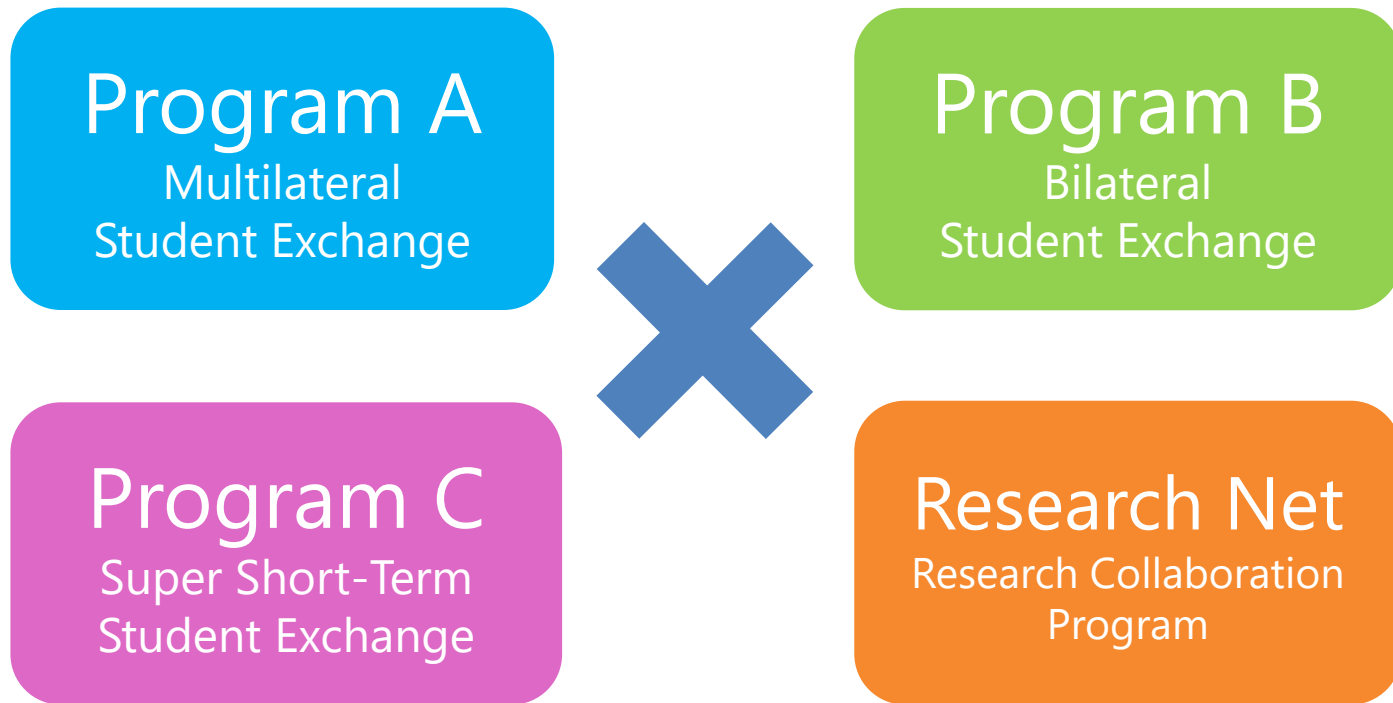 Program A
Multilateral
Student Exchange
Program B
Bilateral
Student Exchange
Program C
Super Short-Term
Student Exchange
Research Net
Research Collaboration
Program